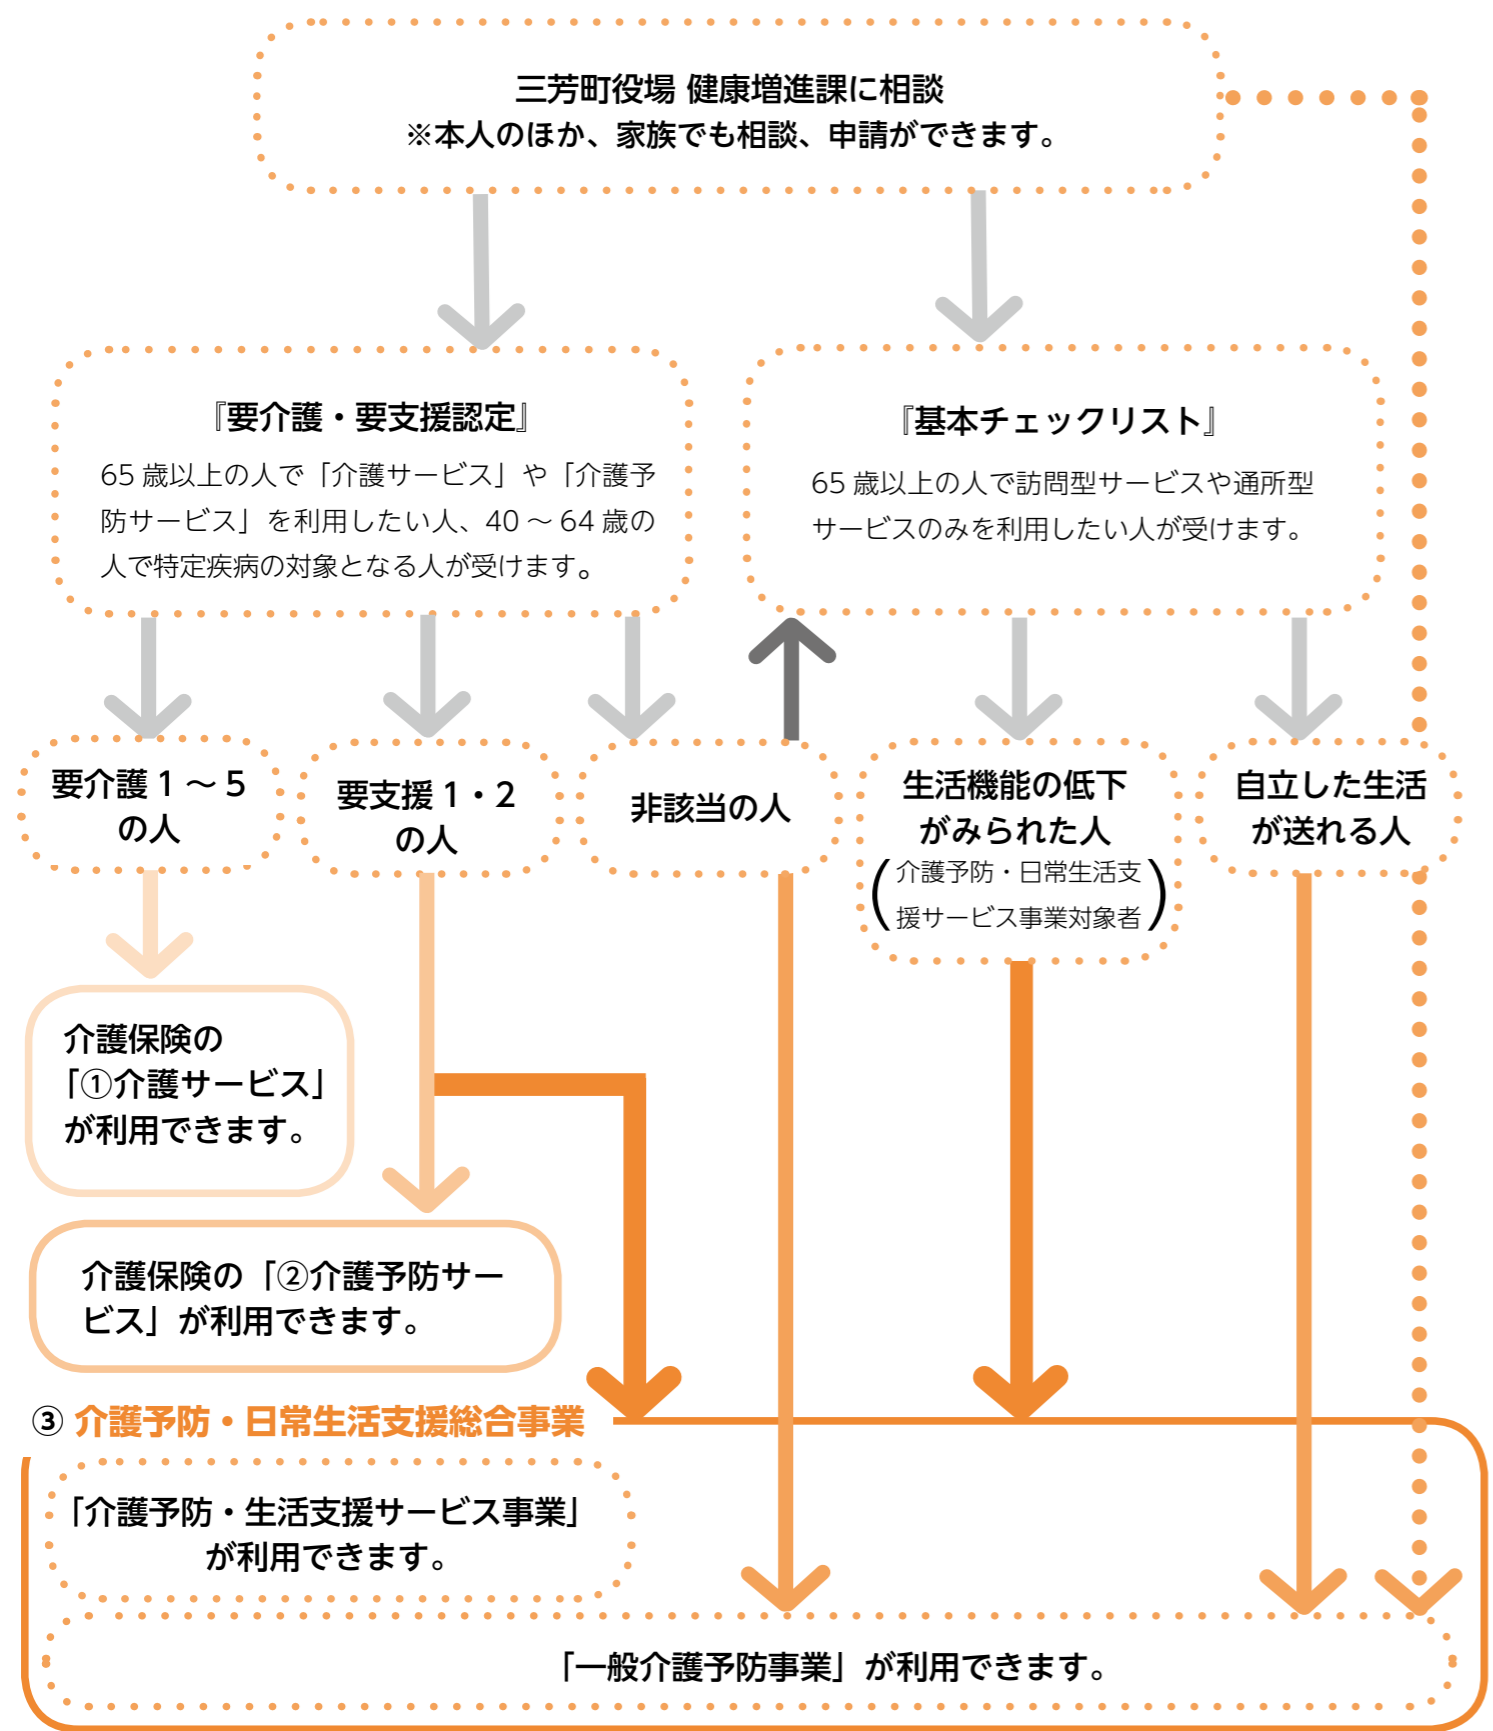 三芳町役場 健康増進課に相談
※本人のほか、家族でも相談、申請ができます。
『要介護・要支援認定』
65 歳以上の人で「介護サービス」や「介護予
防サービス」を利用したい人、40 ～ 64 歳の
人で特定疾病の対象となる人が受けます。
『基本チェックリスト』
65 歳以上の人で訪問型サービスや通所型
サービスのみを利用したい人が受けます。
要介護 1 ～ 5
の人
要支援 1・2
の人
非該当の人
生活機能の低下
がみられた人
(介護予防・日常生活支
援サービス事業対象者)
自立した生活
が送れる人
介護保険の
「①介護サービス」
が利用できます。
介護保険の「②介護予防サー
ビス」が利用できます。
③ 介護予防・日常生活支援総合事業
「介護予防・生活支援サービス事業」
が利用できます。
「一般介護予防事業」が利用できます。